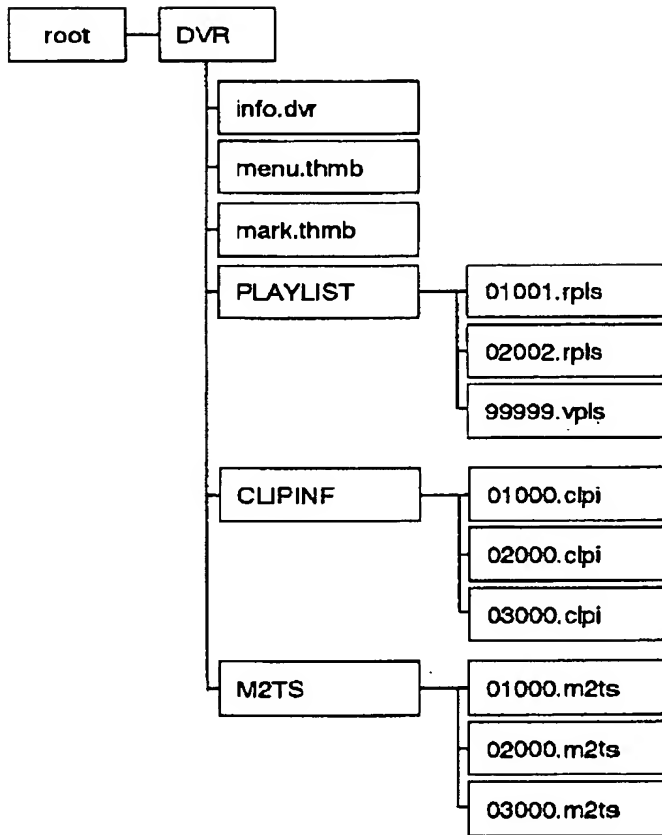 root DVR
info.dvr
menu.thmb
mark.thmb
PLAYLIST 01001.rpls
02002.rpls
99999.vpls
CLIPINF 01000.clpi
02000.clpi
03000.clpi
M2TS 01000.m2ts
02000.m2ts
03000.m2ts